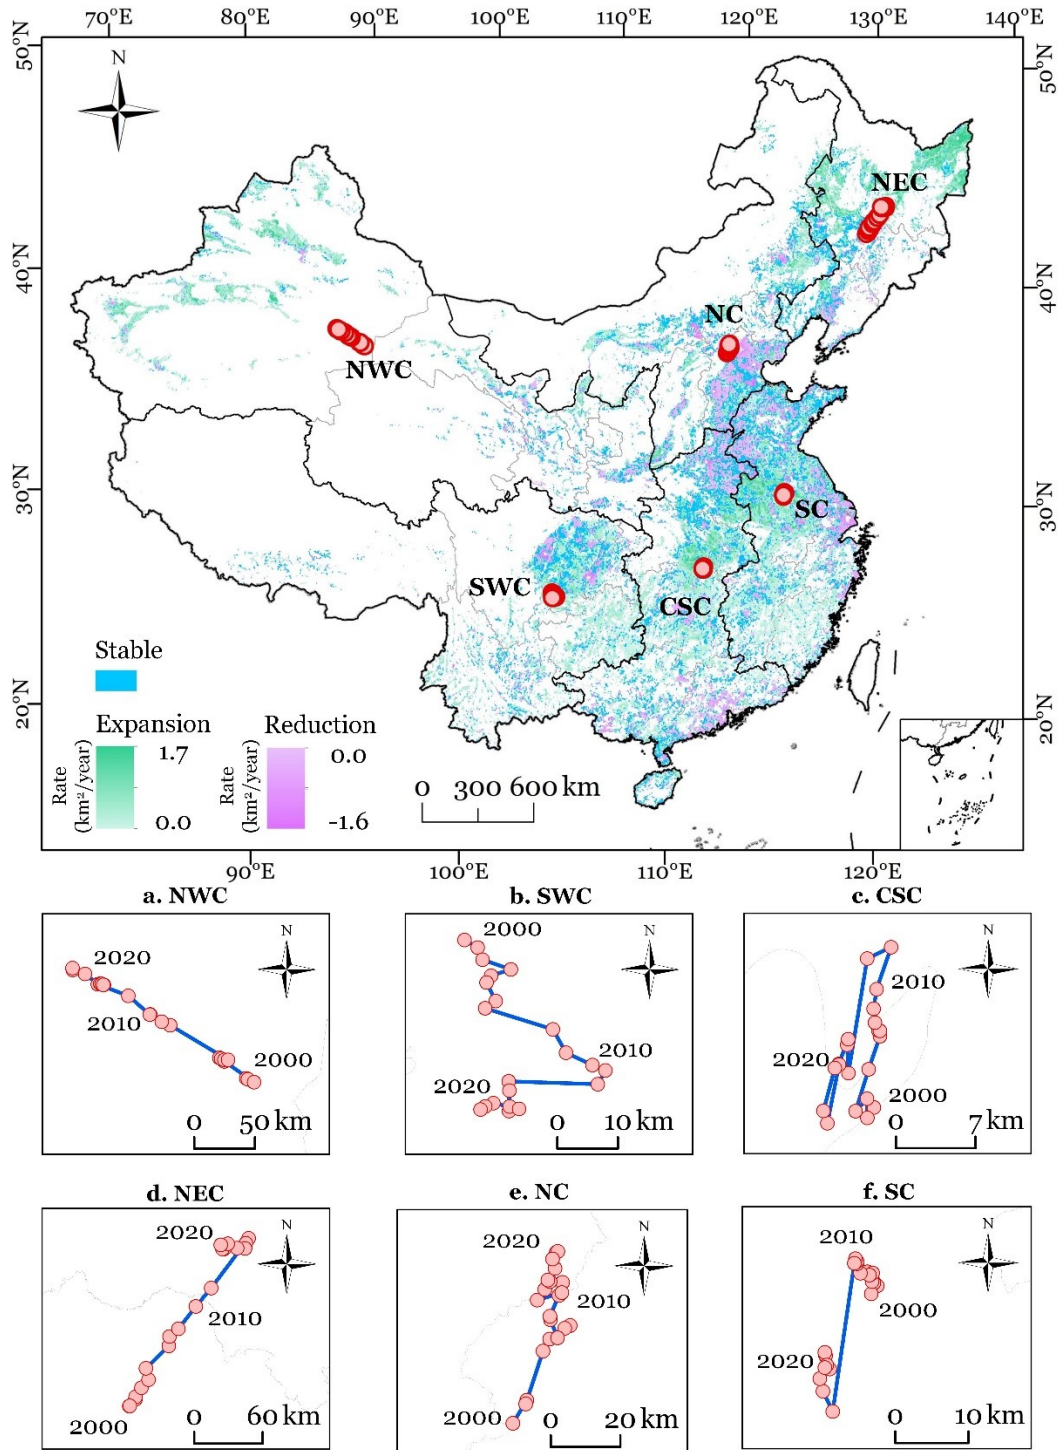 70°E 80°E 90°E 100°E 110°E 120°E 130°E 140°E
50°N
50°N
N
NEC
40°N
40°N
NC
NWC
30°N
30°N
SC
SWC
CSC
Stable
20°N
20°N
Expansion
Reduction
Rate
(km²/year)
1.7
0.0
Rate
(km²/year)
0.0
-1.6
0 300 600 km
90°E 100°E 110°E 120°E
a. NWC
N
2020
2010
2000
0 50 km
b. SWC
N
2000
2010
2020
0 10 km
c. CSC
N
2010
2020
2000
0 7 km
d. NEC
N
2020
2010
2000
0 60 km
e. NC
N
2020
2010
2000
0 20 km
f. SC
N
2010
2000
2020
0 10 km